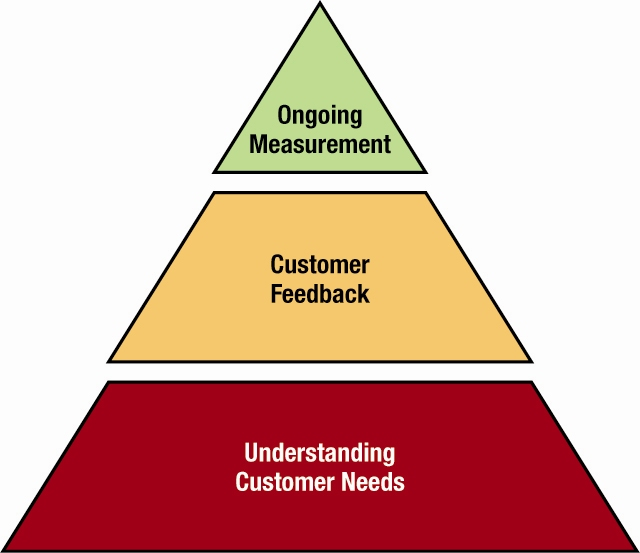 Ongoing
Measurement
Customer
Feedback
Understanding
Customer Needs